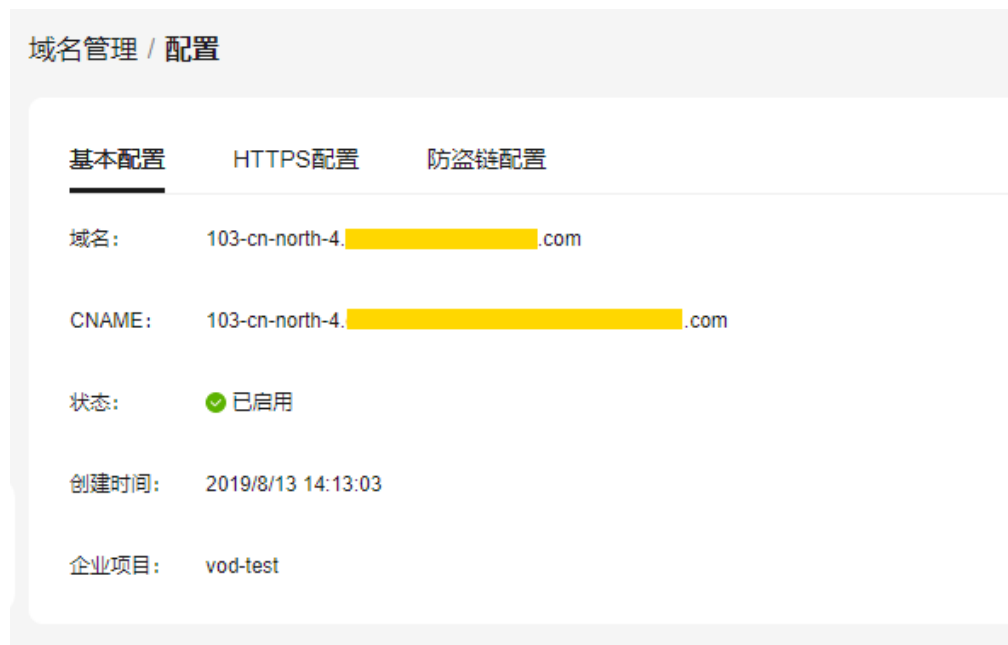 域名管理 / 配置
基本配置 HTTPS配置 防盗链配置
域名： 103-cn-north-4. .com
CNAME： 103-cn-north-4. .com
状态： 已启用
创建时间： 2019/8/13 14:13:03
企业项目： vod-test